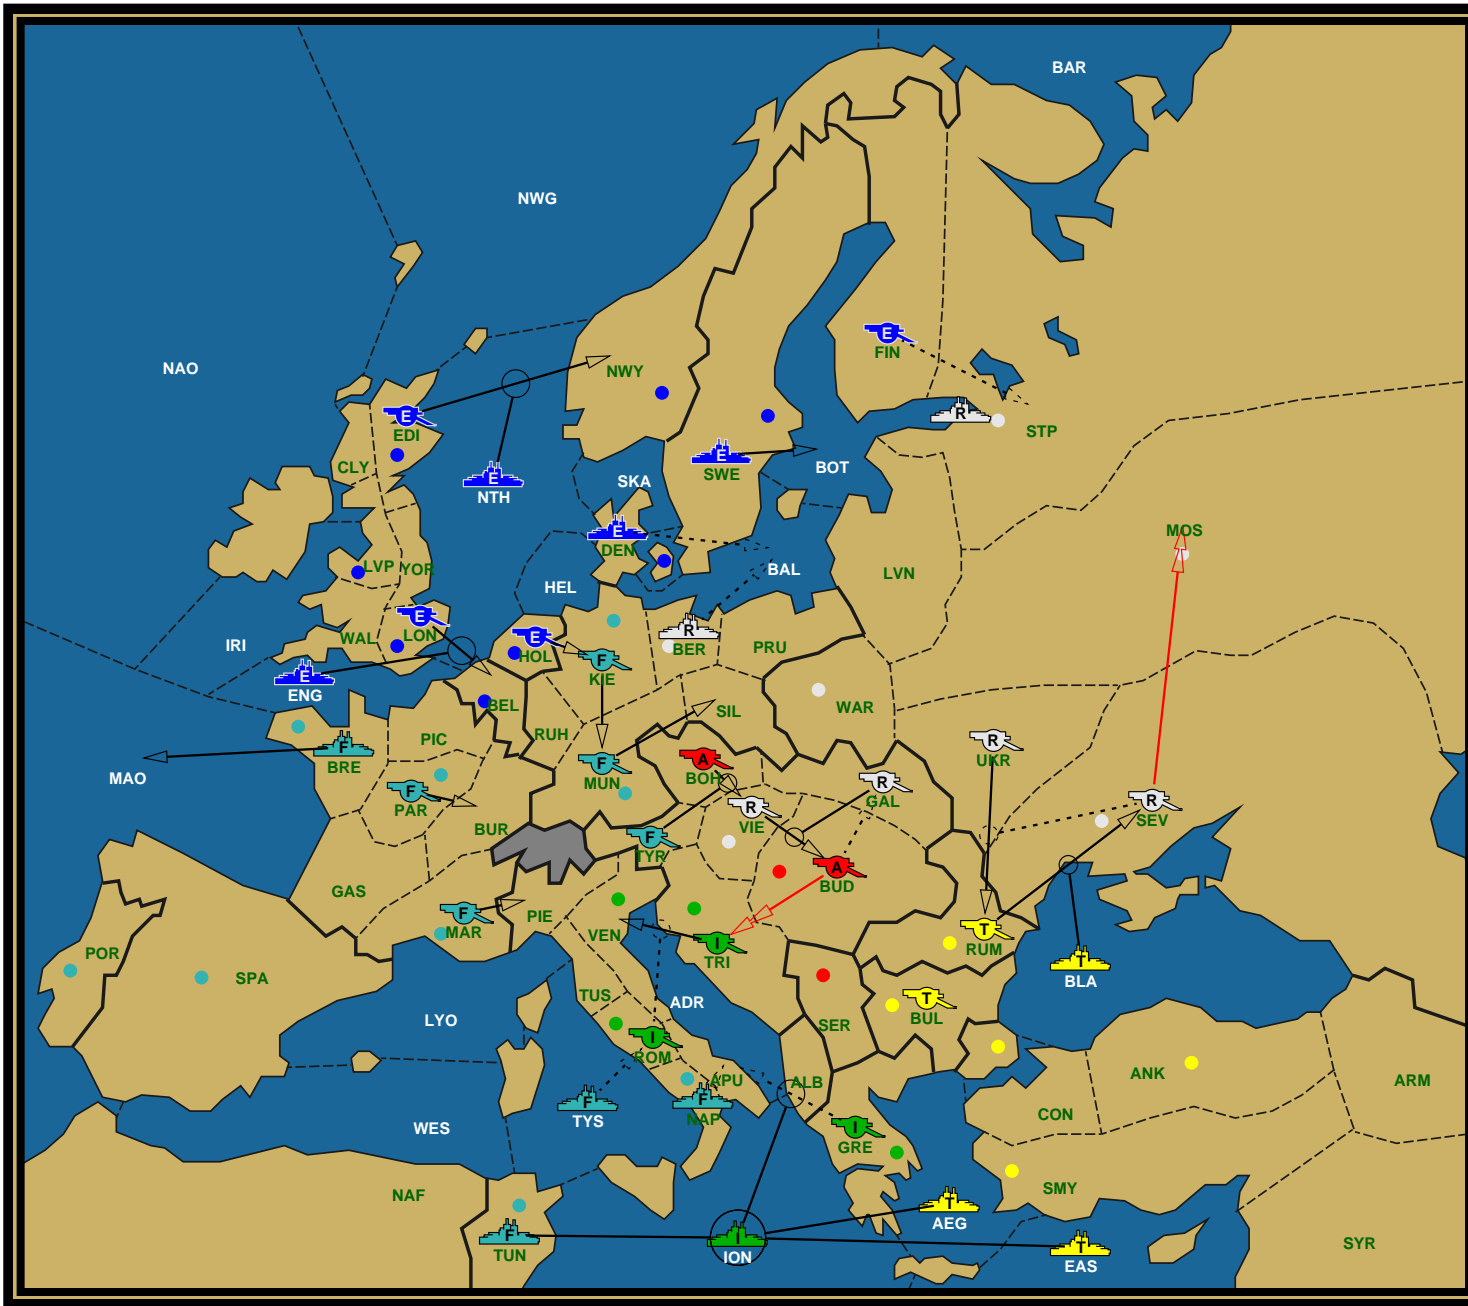 BAR
NWG
NAO
E
FIN
NWY
E
EDI
R
STP
E
SWE
BOT
CLY
SKA
E
NTH
MOS
E
DEN
LVP
YOR
HEL
BAL
LVN
E
LON
WAL
IRI
E
HOL
R
BER
PRU
F
KIE
E
ENG
BEL
SIL
WAR
RUH
PIC
F
BRE
MAO
A
BOH
R
UKR
F
MUN
R
GAL
F
PAR
R
VIE
R
SEV
BUR
F
TYR
A
BUD
GAS
F
MAR
PIE
VEN
I
TRI
T
RUM
POR
SPA
T
BLA
TUS
ADR
T
BUL
LYO
SER
I
ROM
ANK
ARM
APU
ALB
F
TYS
F
NAP
CON
WES
I
GRE
NAF
SMY
T
AEG
F
TUN
I
ION
T
EAS
SYR